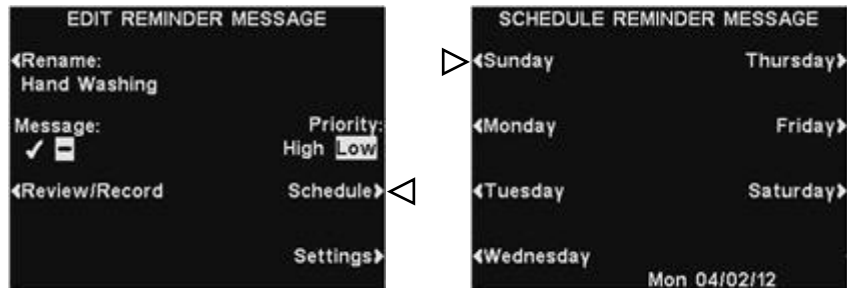 EDIT REMINDER MESSAGE
Rename:
Hand Washing
Message: Priority:
✓ − High Low
Review/Record Schedule
Settings
SCHEDULE REMINDER MESSAGE
Sunday Thursday
Monday Friday
Tuesday Saturday
Wednesday
Mon 04/02/12